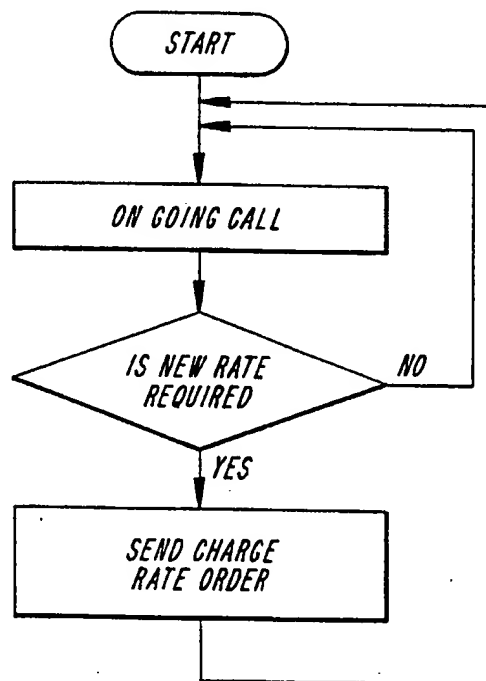 START
ON GOING CALL
IS NEW RATE
REQUIRED
NO
YES
SEND CHARGE
RATE ORDER